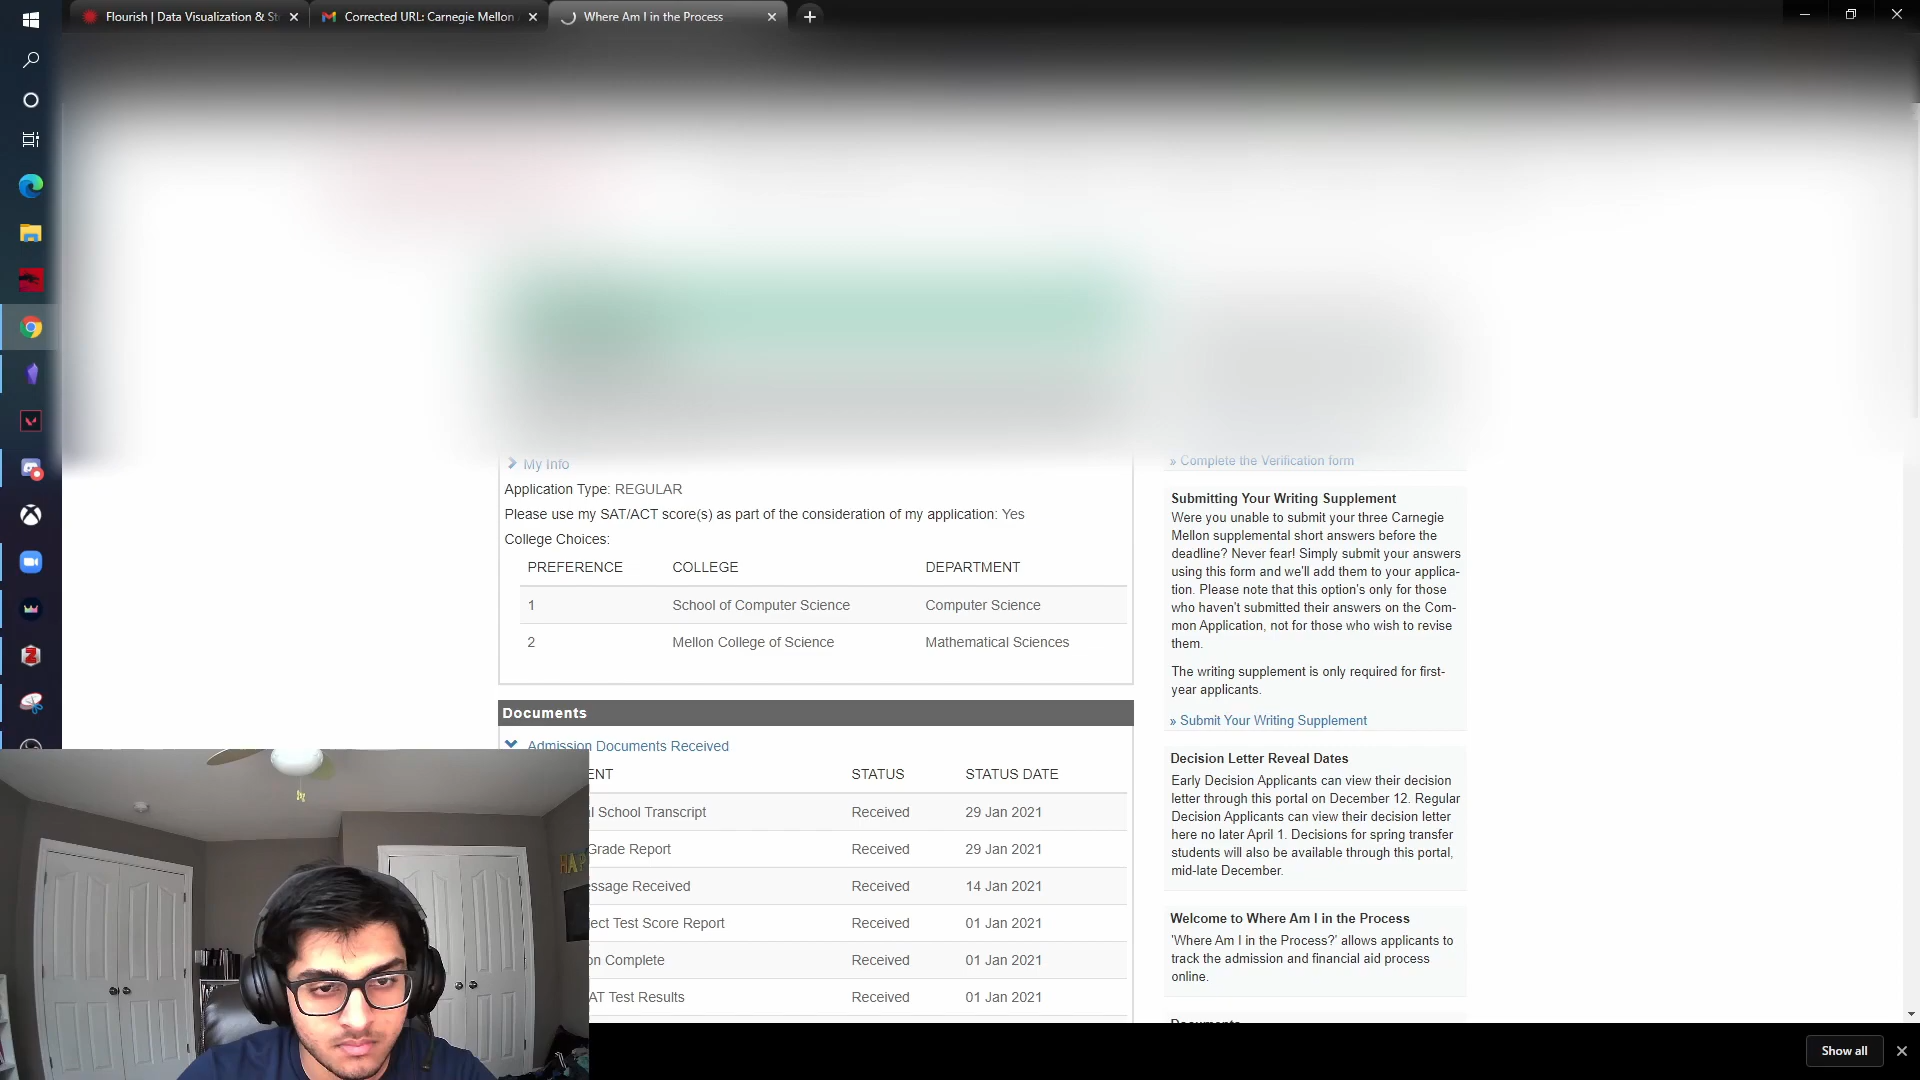 Flourish | Data Visualization & St
Corrected URL: Carnegie Mellon
Where Am I in the Process
My Info
Application Type: REGULAR
Please use my SAT/ACT score(s) as part of the consideration of my application: Yes
College Choices:
PREFERENCE COLLEGE DEPARTMENT
1 School of Computer Science Computer Science
2 Mellon College of Science Mathematical Sciences
Documents
Admission Documents Received
ENT STATUS STATUS DATE
l School Transcript Received 29 Jan 2021
Grade Report Received 29 Jan 2021
essage Received Received 14 Jan 2021
ject Test Score Report Received 01 Jan 2021
on Complete Received 01 Jan 2021
AT Test Results Received 01 Jan 2021
» Complete the Verification form
Submitting Your Writing Supplement
Were you unable to submit your three Carnegie
Mellon supplemental short answers before the
deadline? Never fear! Simply submit your answers
using this form and we'll add them to your applica-
tion. Please note that this option's only for those
who haven't submitted their answers on the Com-
mon Application, not for those who wish to revise
them.
The writing supplement is only required for first-
year applicants.
» Submit Your Writing Supplement
Decision Letter Reveal Dates
Early Decision Applicants can view their decision
letter through this portal on December 12. Regular
Decision Applicants can view their decision letter
here no later April 1. Decisions for spring transfer
students will also be available through this portal,
mid-late December.
Welcome to Where Am I in the Process
'Where Am I in the Process?' allows applicants to
track the admission and financial aid process
online.
Documents
HAP
Show all